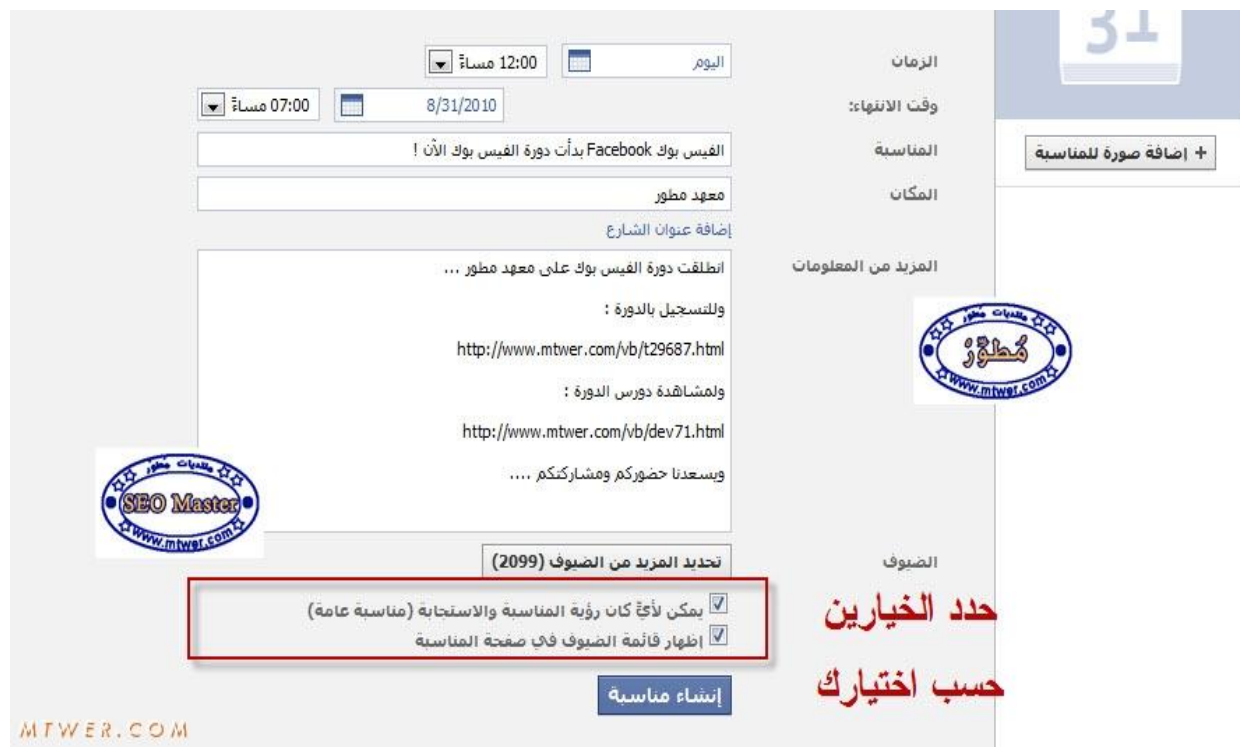 31
+ إضافة صورة للمناسبة
الزمان
اليوم
12:00 مساءً
وقت الانتهاء:
8/31/2010
07:00 مساءً
المناسبة
الفيس بوك Facebook بدأت دورة الفيس بوك الآن !
المكان
معهد مطور
إضافة عنوان الشارع
المزيد من المعلومات
انطلقت دورة الفيس بوك على معهد مطور ...
وللتسجيل بالدورة :
http://www.mtwer.com/vb/t29687.html
ولمشاهدة دورس الدورة :
http://www.mtwer.com/vb/dev71.html
ويسعدنا حضوركم ومشاركتكم ....
منتديات مطور
مُطوِّرْ
www.mtwer.com
منتديات مطور
SEO Master
www.mtwer.com
الضيوف
تحديد المزيد من الضيوف (2099)
يمكن لأيٍّ كان رؤية المناسبة والاستجابة (مناسبة عامة)
إظهار قائمة الضيوف في صفحة المناسبة
حدد الخيارين
حسب اختيارك
إنشاء مناسبة
MTWER.COM